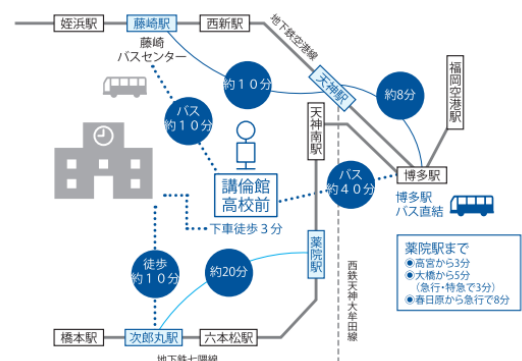 姪浜駅
藤崎駅
西新駅
地下鉄空港線
藤崎
バスセンター
約10分
天神駅
約8分
福岡空港駅
バス
約10分
天神南駅
講倫館
高校前
バス
約40分
博多駅
博多駅
バス直結
下車徒歩3分
徒歩
約10分
約20分
薬院駅
西鉄天神大牟田線
薬院駅まで
◉高宮から3分
◉大橋から5分
(急行・特急で3分)
◉春日原から急行で8分
橋本駅
次郎丸駅
六本松駅
地下鉄七隈線